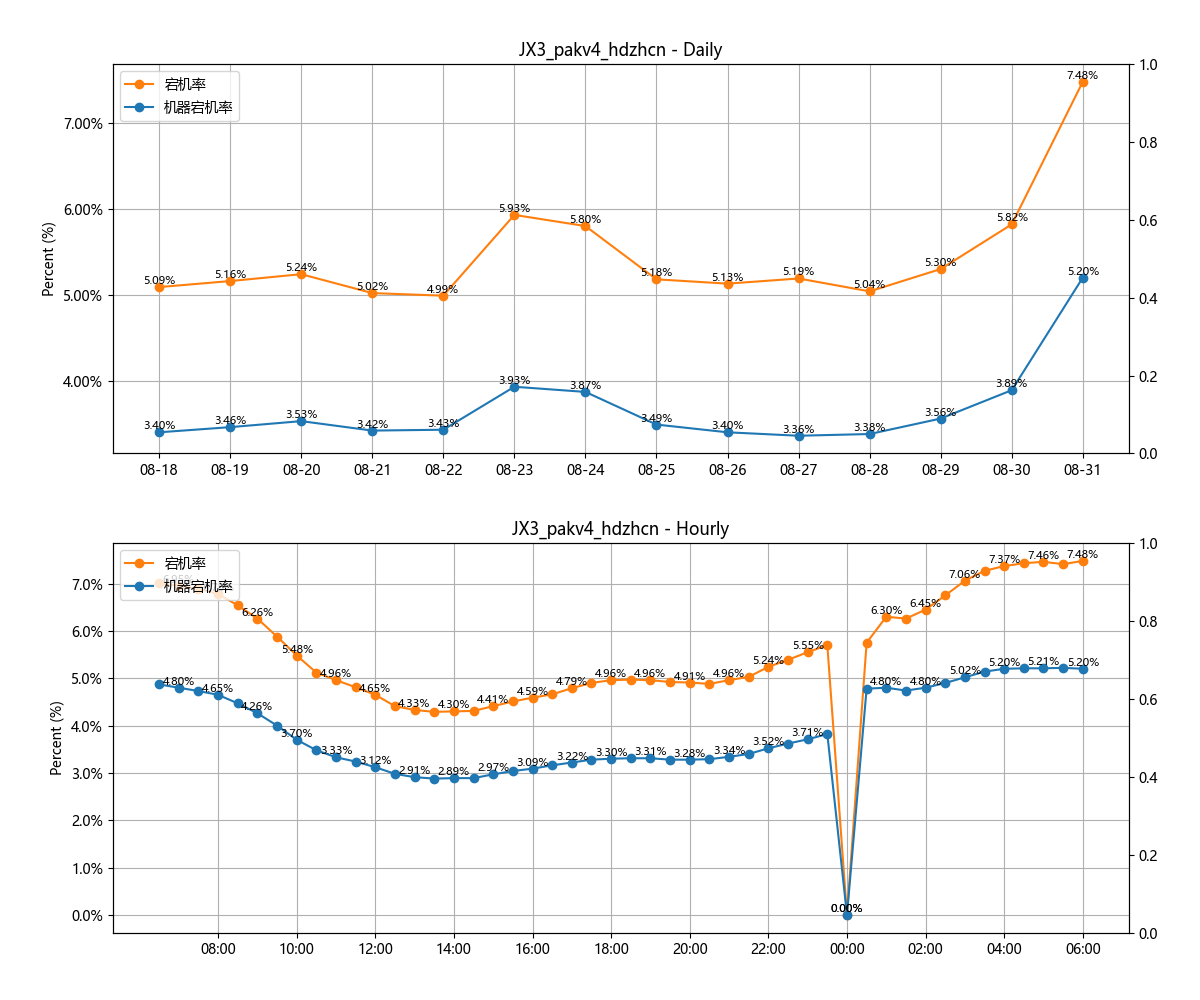 JX3_pakv4_hdzhcn - Daily
宕机率
机器宕机率
Percent (%)
7.00%
6.00%
5.00%
4.00%
1.0
0.8
0.6
0.4
0.2
0.0
5.09% 5.16% 5.24% 5.02% 4.99% 5.93% 5.80% 5.18% 5.13% 5.19% 5.04% 5.30% 5.82% 7.48%
3.40% 3.46% 3.53% 3.42% 3.43% 3.93% 3.87% 3.49% 3.40% 3.36% 3.38% 3.56% 3.89% 5.20%
08-18 08-19 08-20 08-21 08-22 08-23 08-24 08-25 08-26 08-27 08-28 08-29 08-30 08-31
JX3_pakv4_hdzhcn - Hourly
宕机率
机器宕机率
Percent (%)
7.0%
6.0%
5.0%
4.0%
3.0%
2.0%
1.0%
0.0%
1.0
0.8
0.6
0.4
0.2
0.0
6.26% 5.48% 4.96% 4.65% 4.33% 4.30% 4.41% 4.59% 4.79% 4.96% 4.96% 4.91% 4.96% 5.24% 5.55% 0.00% 6.30% 6.45% 7.06% 7.37% 7.46% 7.48%
4.80% 4.65% 4.26% 3.70% 3.33% 3.12% 2.91% 2.89% 2.97% 3.09% 3.22% 3.30% 3.31% 3.28% 3.34% 3.52% 3.71% 0.00% 4.80% 4.80% 5.02% 5.20% 5.21% 5.20%
08:00 10:00 12:00 14:00 16:00 18:00 20:00 22:00 00:00 02:00 04:00 06:00